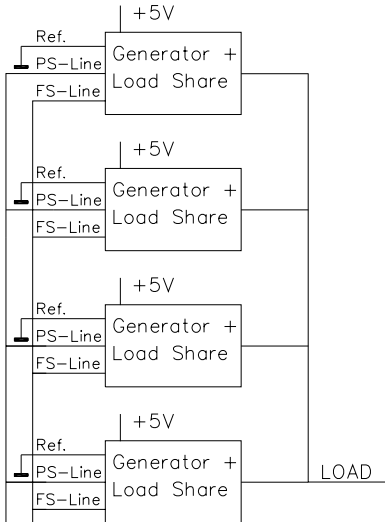 +5V
Ref.
PS-Line
FS-Line
Generator +
Load Share
+5V
Ref.
PS-Line
FS-Line
Generator +
Load Share
+5V
Ref.
PS-Line
FS-Line
Generator +
Load Share
+5V
Ref.
PS-Line
FS-Line
Generator +
Load Share
LOAD